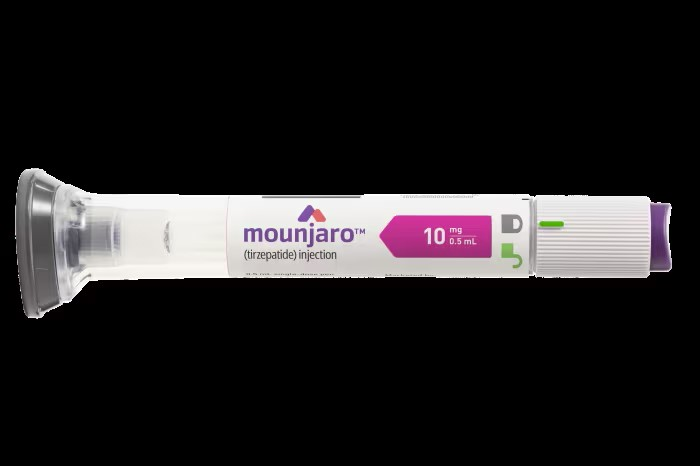 mounjaro™
(tirzepatide) injection
10 mg
0.5 mL